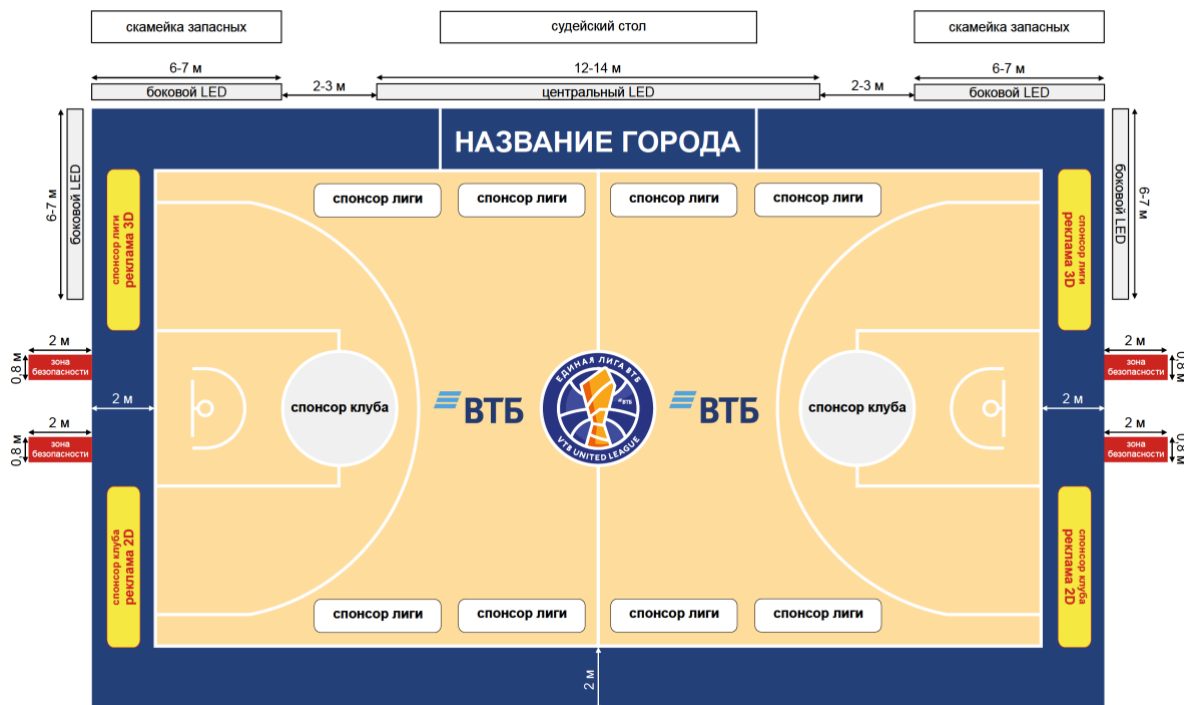 скамейка запасных
судейский стол
скамейка запасных
6-7 м
12-14 м
6-7 м
боковой LED
2-3 м
центральный LED
2-3 м
боковой LED
НАЗВАНИЕ ГОРОДА
6-7 м
боковой LED
боковой LED
6-7 м
спонсор лиги
реклама 3D
спонсор лиги
спонсор лиги
спонсор лиги
спонсор лиги
спонсор лиги
реклама 3D
2 м
0,8 м
зона
безопасности
2 м
0,8 м
зона
безопасности
2 м
спонсор клуба
ВТБ
ЕДИНАЯ ЛИГА ВТБ
ВТБ
VTB UNITED LEAGUE
ВТБ
спонсор клуба
2 м
2 м
0,8 м
зона
безопасности
2 м
0,8 м
зона
безопасности
спонсор клуба
реклама 2D
спонсор лиги
спонсор лиги
спонсор лиги
спонсор лиги
спонсор клуба
реклама 2D
2 м